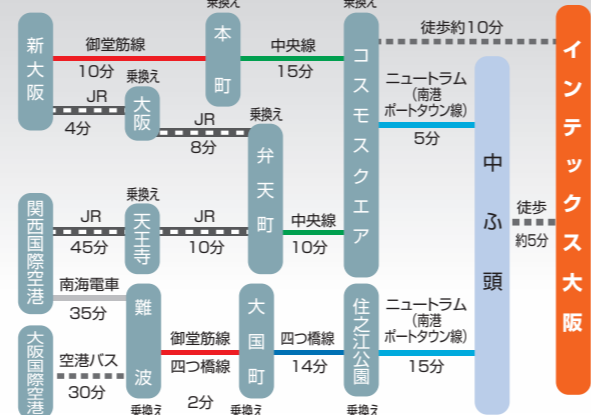 乗換え
乗換え
新大阪
御堂筋線
10分
本町
中央線
15分
コスモスクエア
徒歩約10分
インテックス大阪
JR
4分
乗換え
大阪
JR
8分
乗換え
弁天町
ニュートラム
(南港
ポートタウン線)
5分
中ふ頭
徒歩
約5分
関西国際空港
JR
45分
乗換え
天王寺
JR
10分
中央線
10分
南海電車
35分
難波
御堂筋線
四つ橋線
2分
大国町
四つ橋線
14分
住之江公園
ニュートラム
(南港
ポートタウン線)
15分
大阪国際空港
空港バス
30分
乗換え
乗換え
乗換え